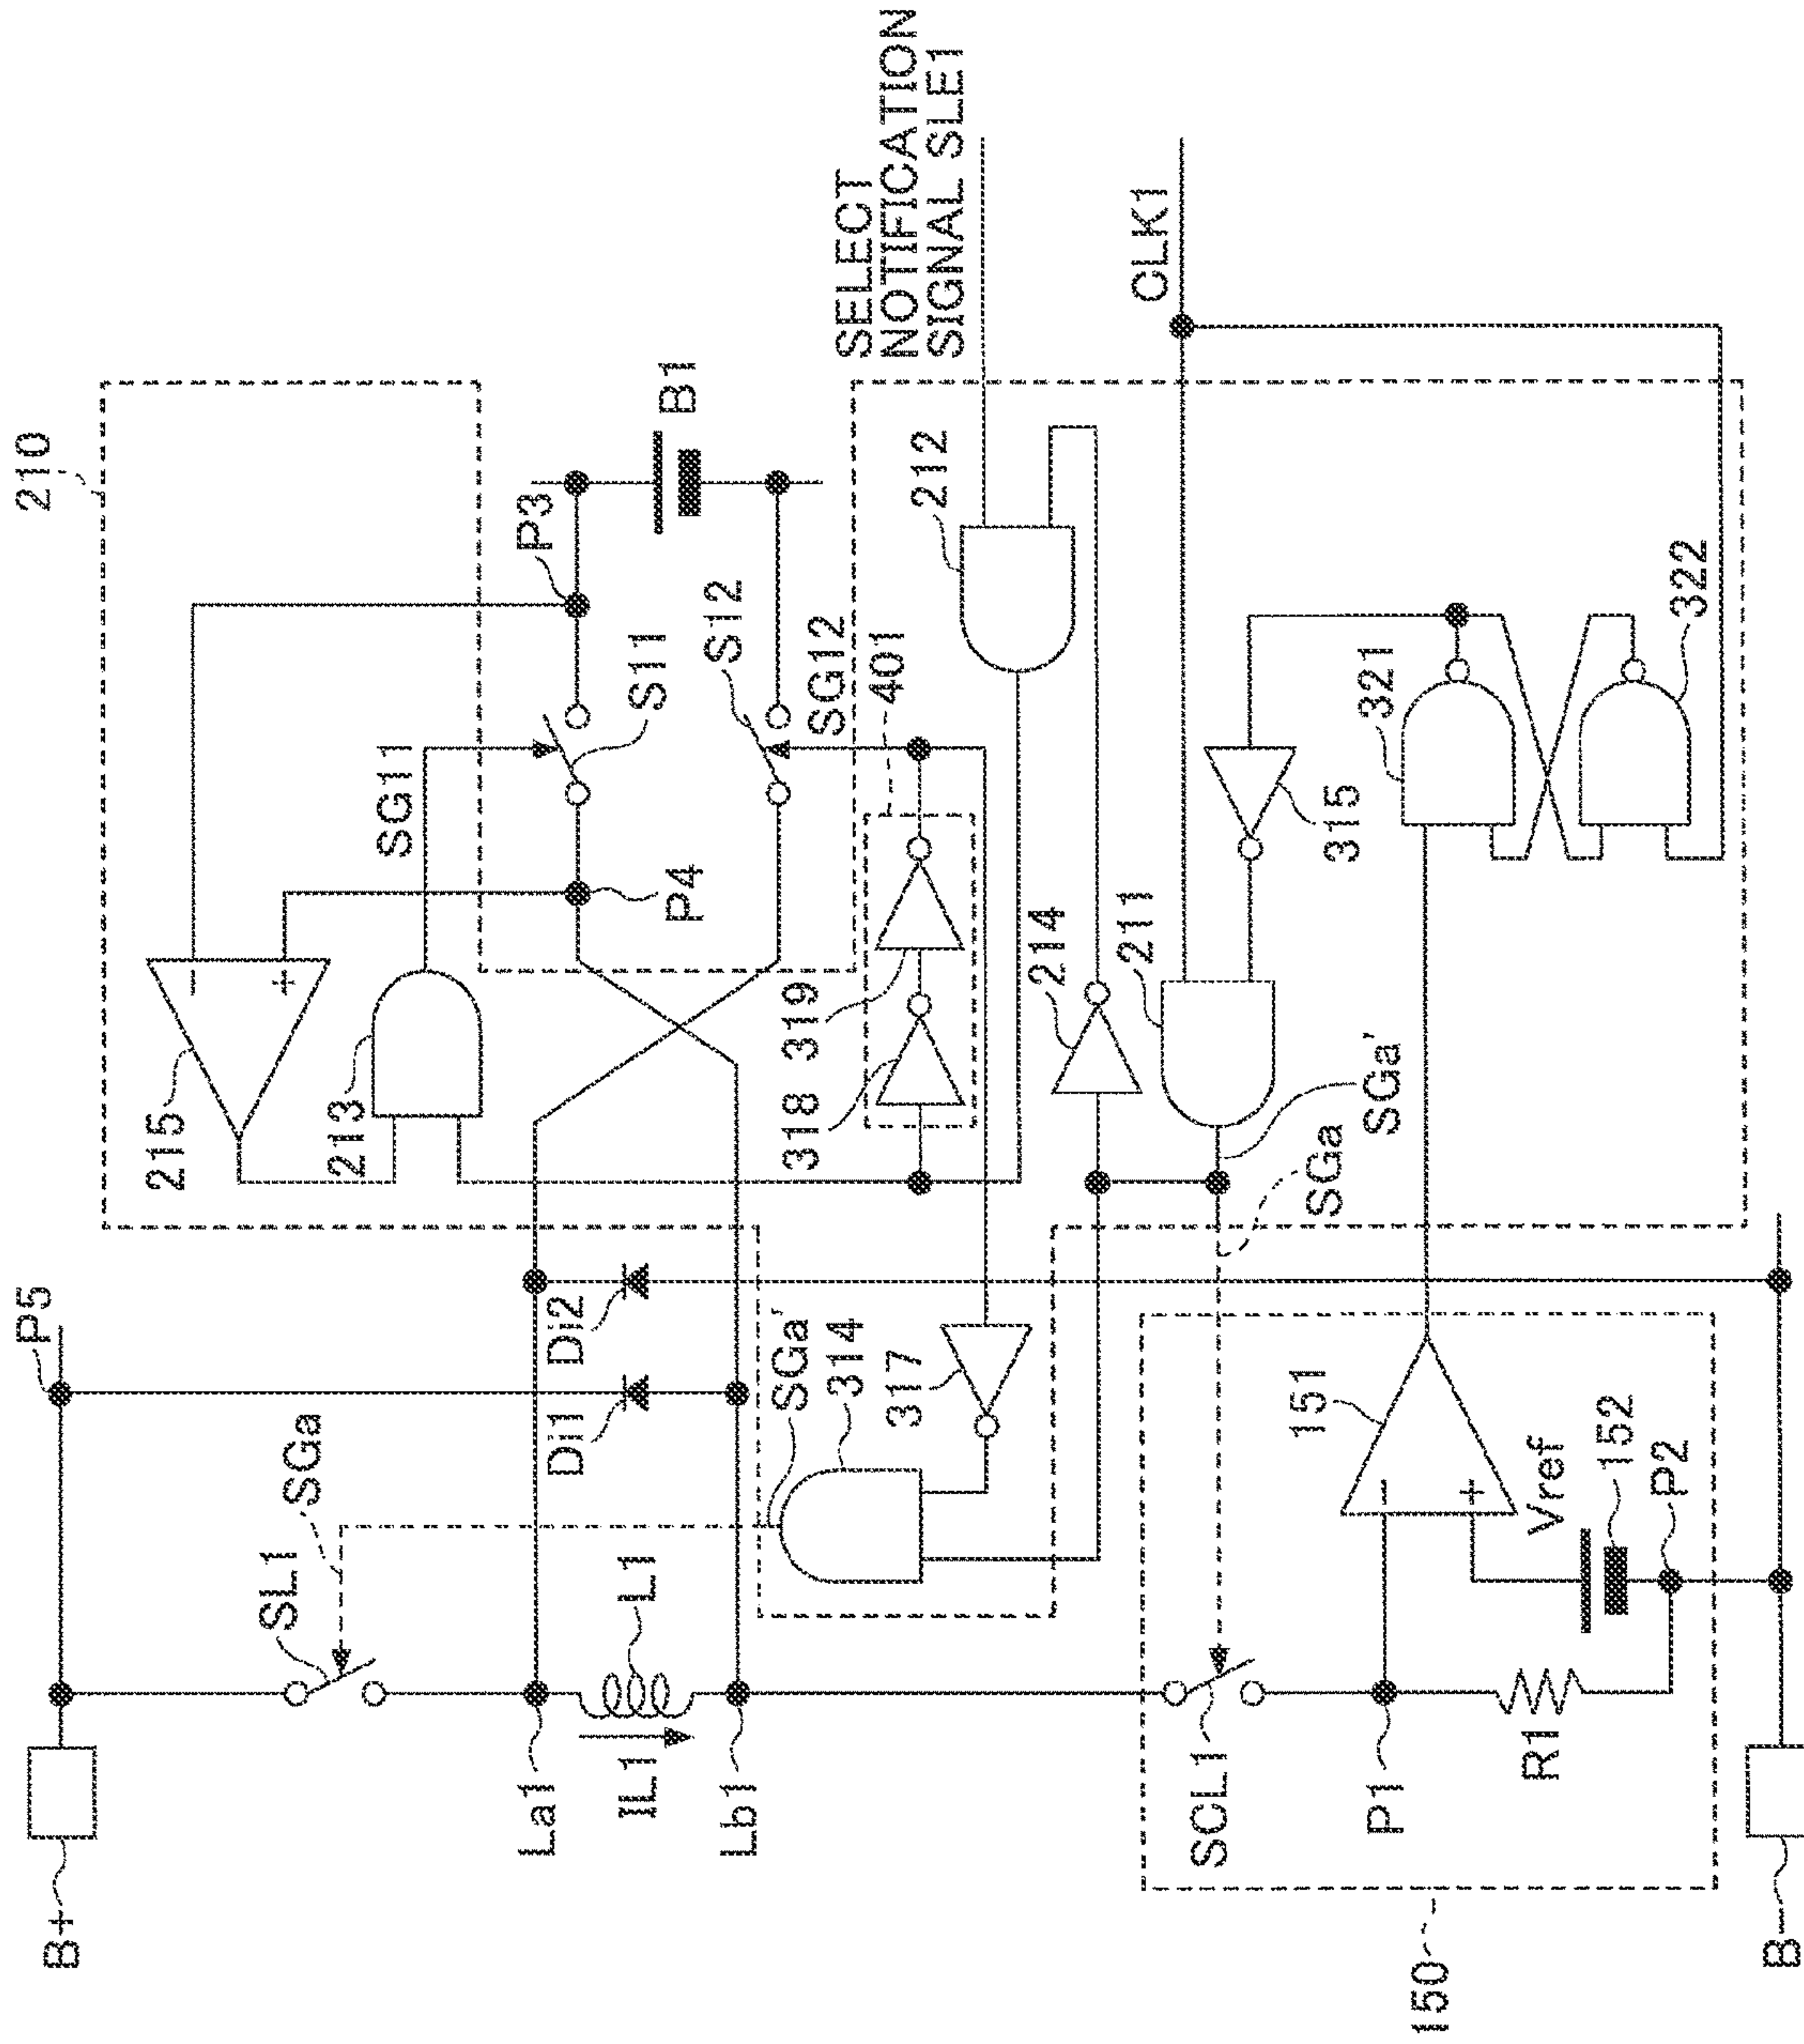 210
P5
B+
SGa
SL1
215
213
SG11
P3
B1
S11
S12
P4
SG12
401
SELECT
NOTIFICATION
SIGNAL SLE1
CLK1
212
319
318
214
211
Di2
Di1
SGa'
314
317
SGa'
SGa
315
321
322
La1
L1
IL1
Lb1
SCL1
P1
R1
151
Vref
152
P2
−
+
−
+
150
B−